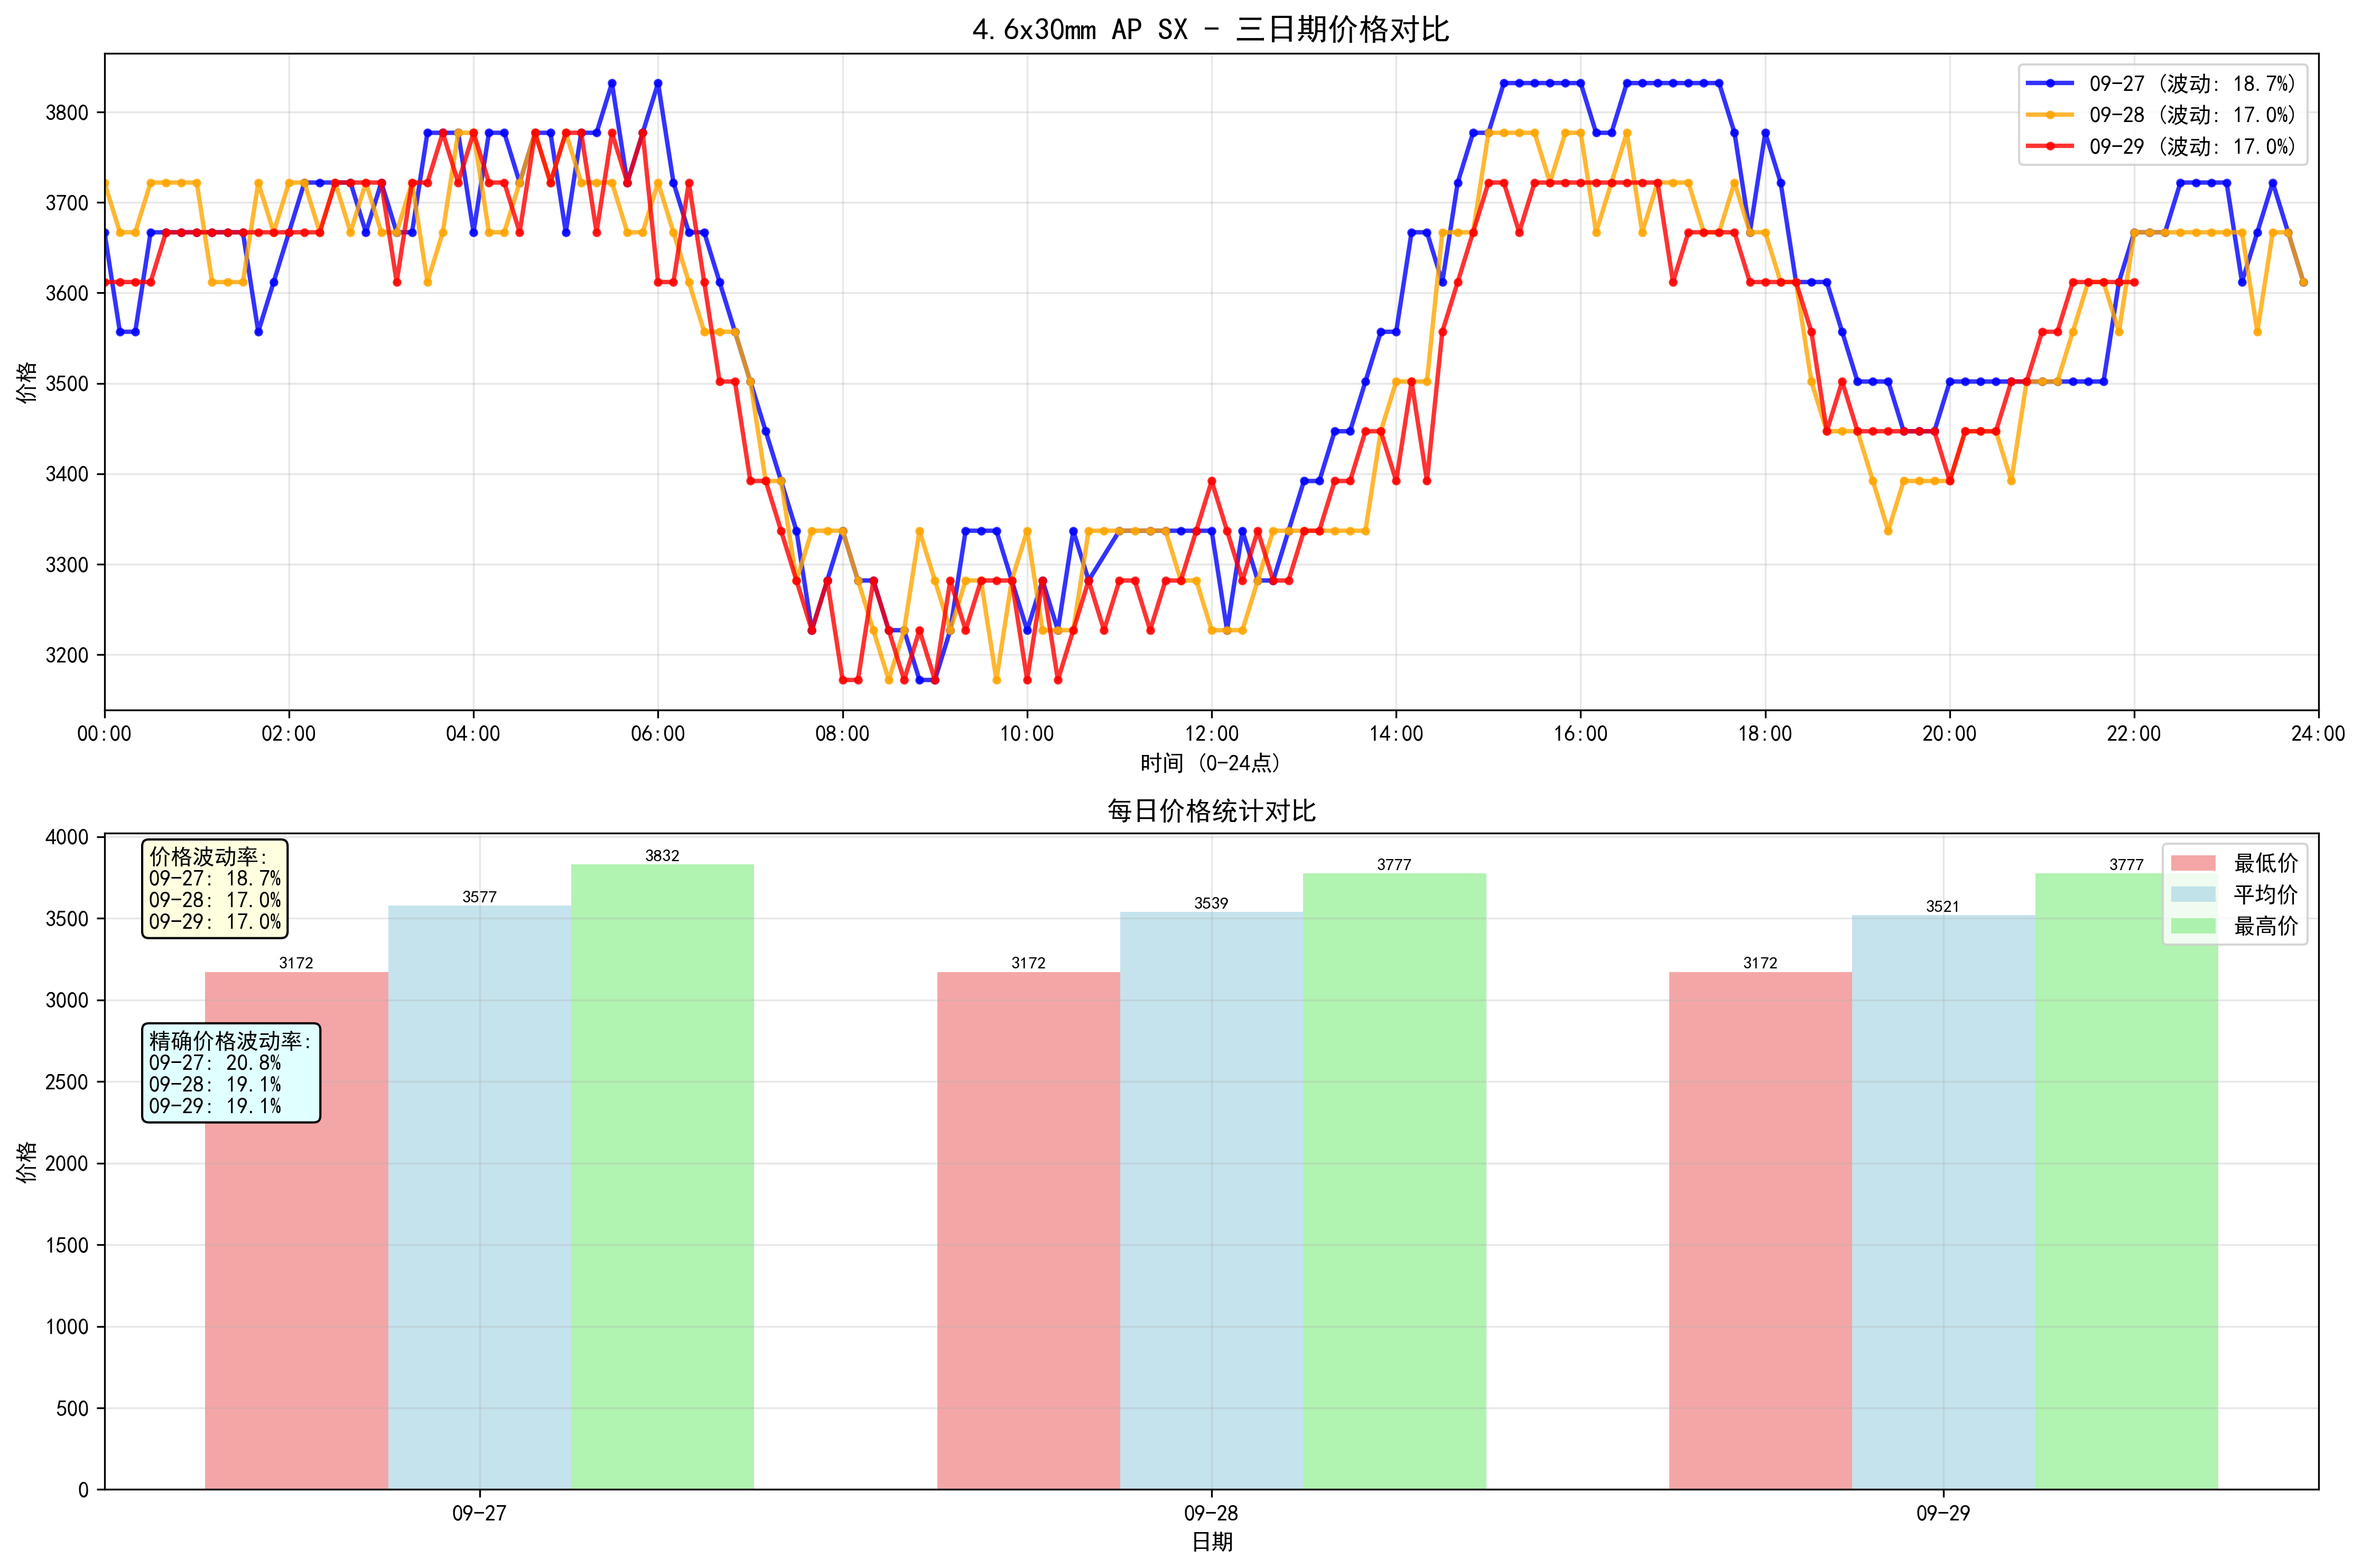 4.6x30mm AP SX - 三日期价格对比
09-27 (波动: 18.7%)
09-28 (波动: 17.0%)
09-29 (波动: 17.0%)
价格
3800
3700
3600
3500
3400
3300
3200
00:00 02:00 04:00 06:00 08:00 10:00 12:00 14:00 16:00 18:00 20:00 22:00 24:00
时间 (0-24点)
每日价格统计对比
价格波动率:
09-27: 18.7%
09-28: 17.0%
09-29: 17.0%
精确价格波动率:
09-27: 20.8%
09-28: 19.1%
09-29: 19.1%
最低价
平均价
最高价
3172 3577 3832
3172 3539 3777
3172 3521 3777
价格
4000
3500
3000
2500
2000
1500
1000
500
0
09-27 09-28 09-29
日期